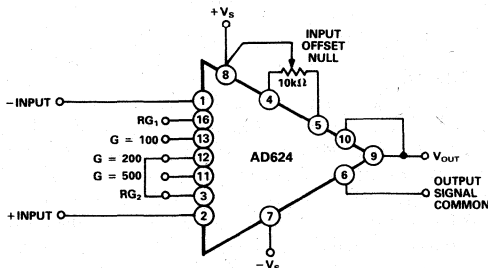 +VS
INPUT
OFFSET
NULL
8
10kΩ
4
-INPUT
1
5
RG1
16
10
G = 100
13
G = 200
12
AD624
9
VOUT
G = 500
11
6
OUTPUT
SIGNAL
COMMON
RG2
3
+INPUT
2
7
-VS